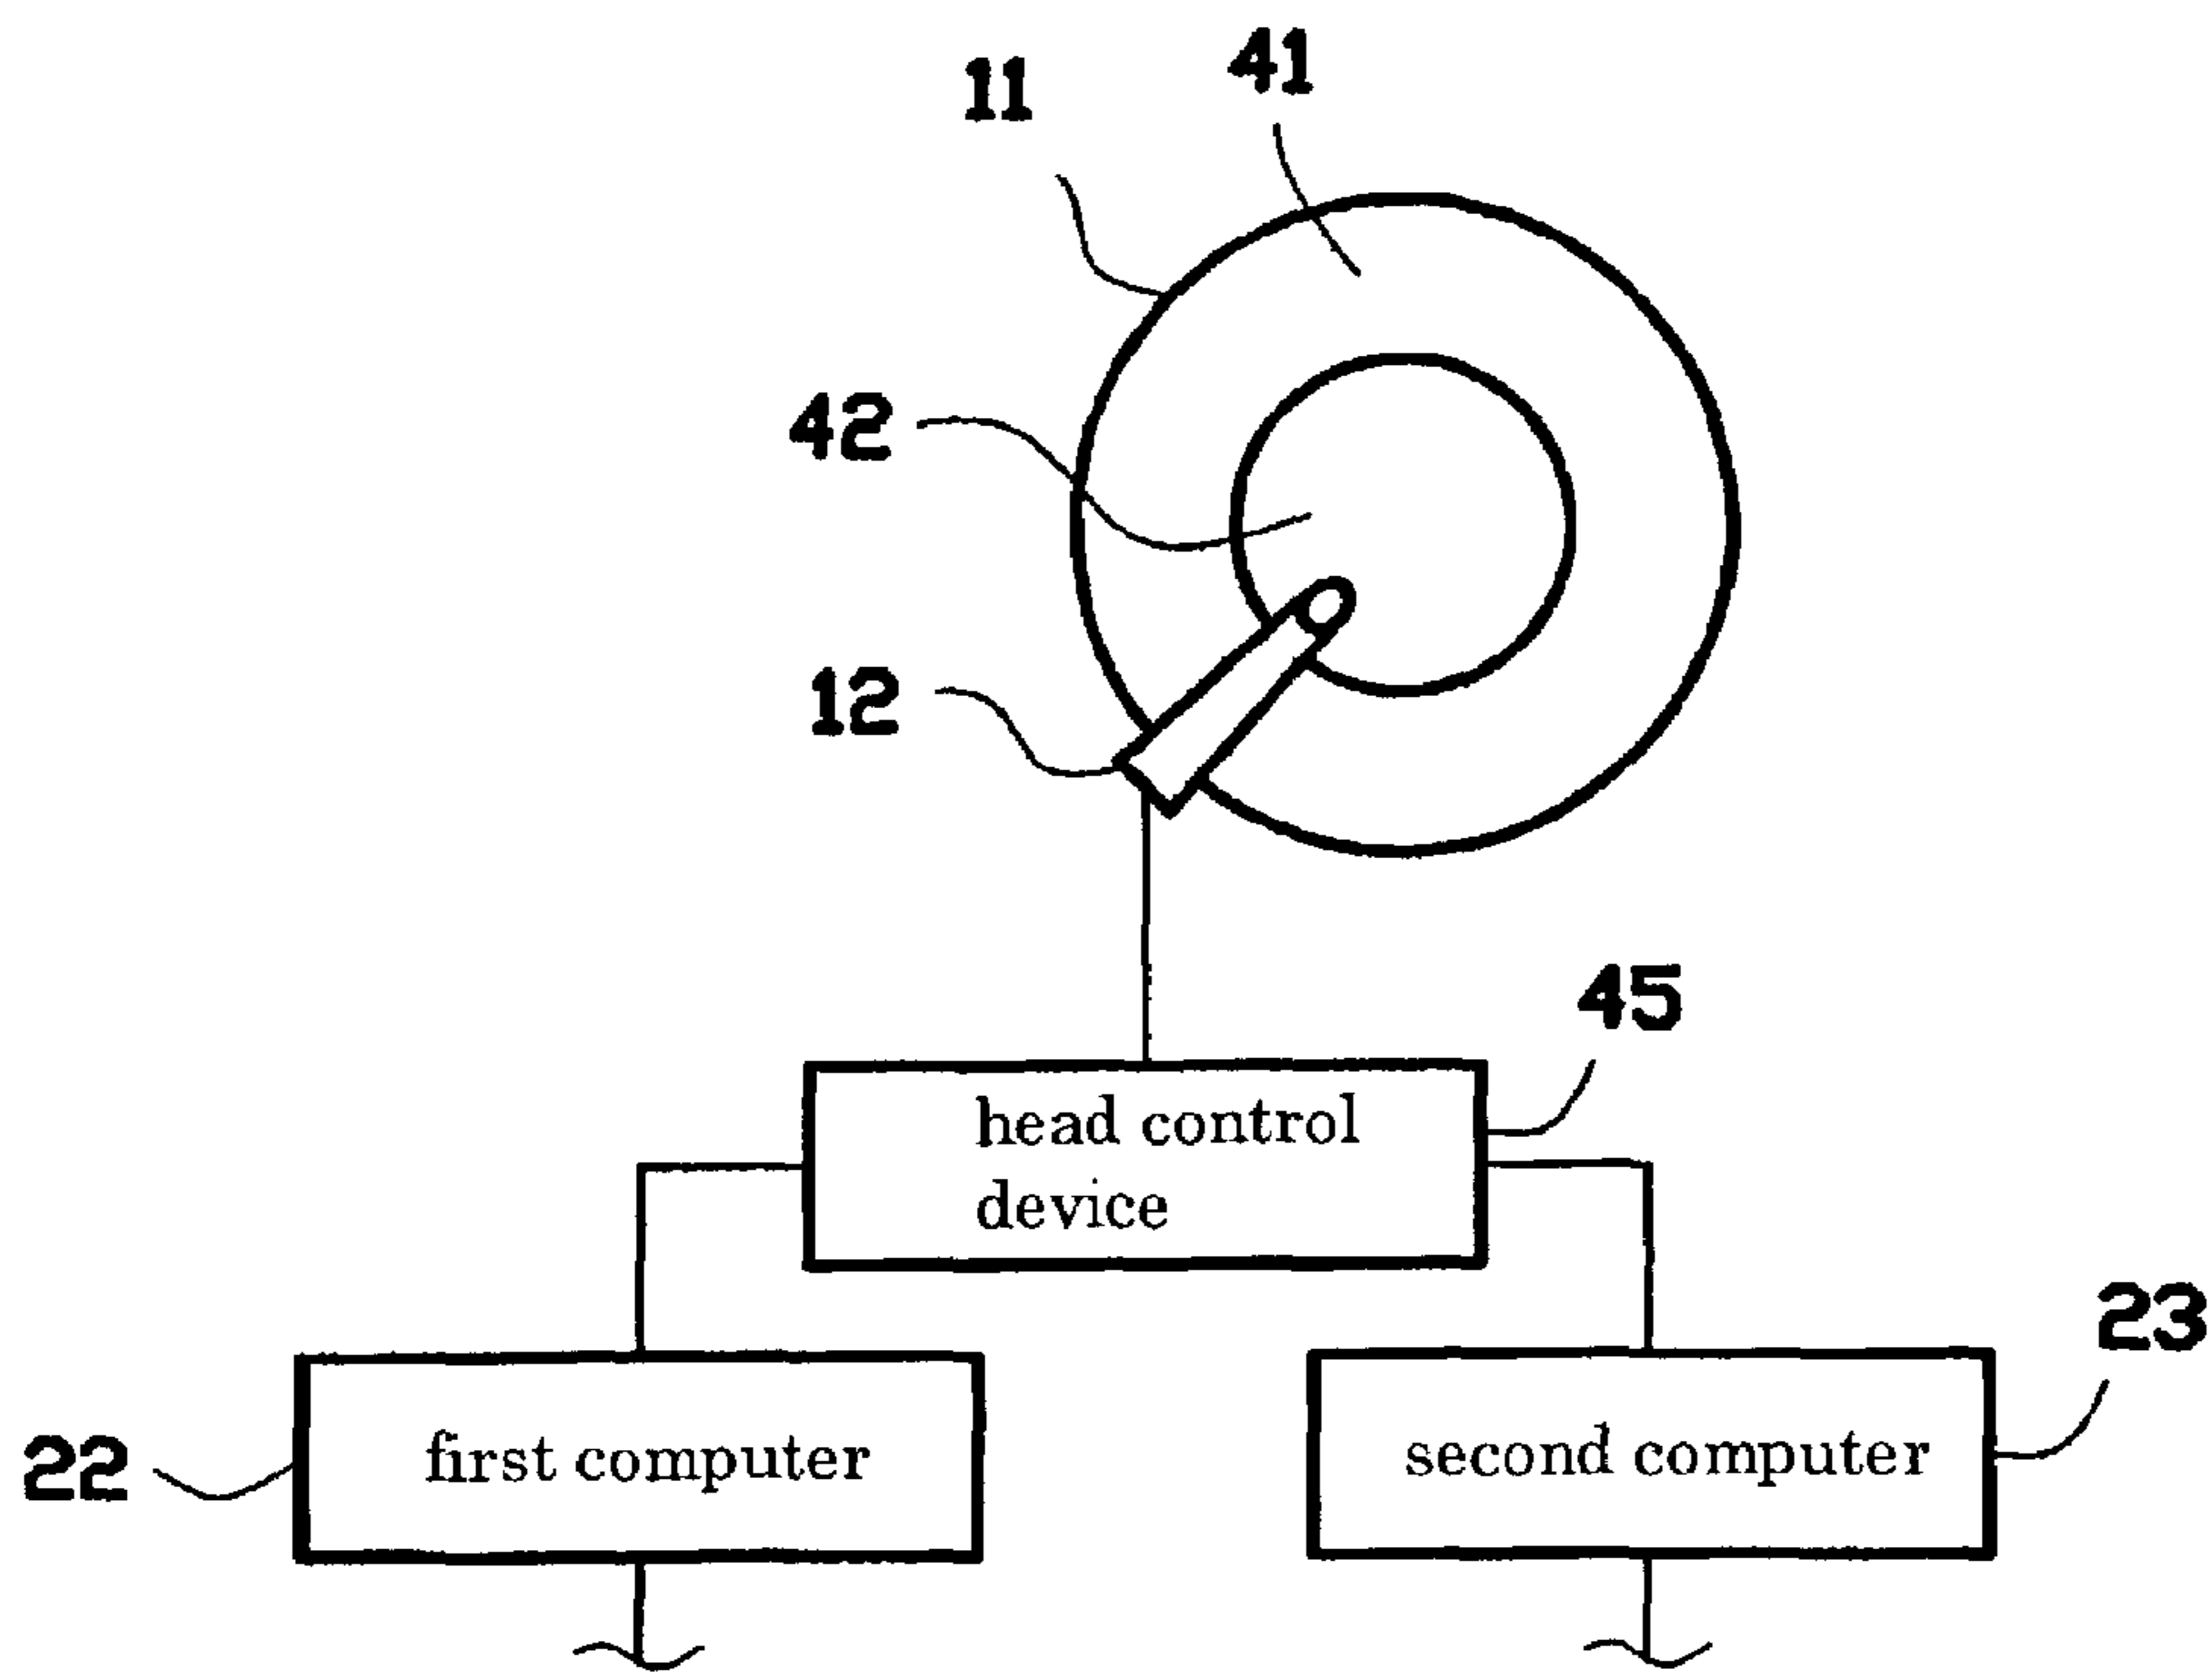 11
41
42
12
45
head control
device
23
22
first computer
second computer